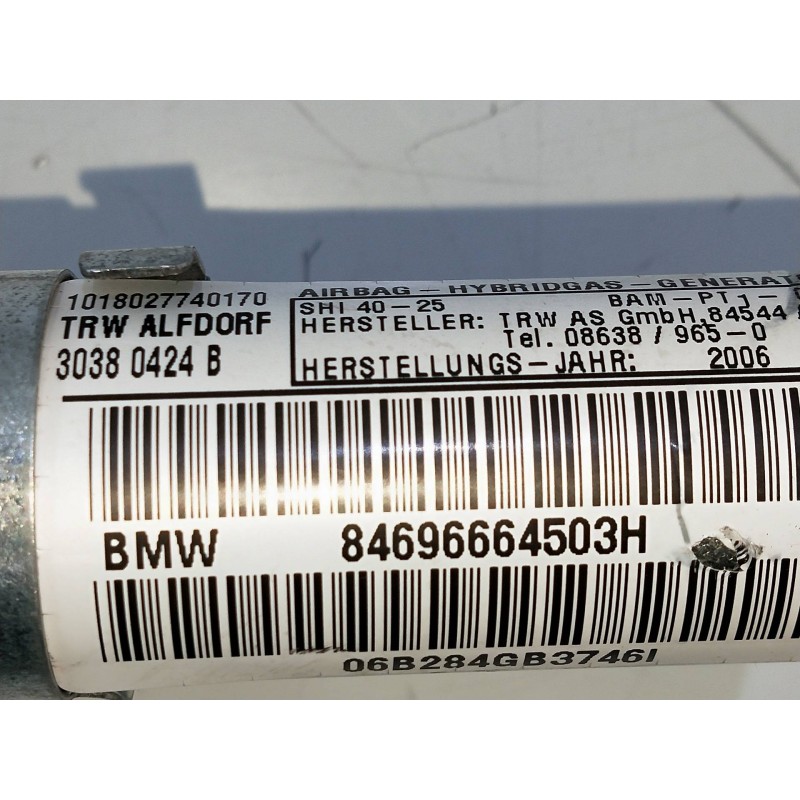 1018027740170
TRW ALFDORF
3038 0424 B
AIRBAG – HYBRIDGAS – GENERAT
SHI 40-25 BAM-PT1-
HERSTELLER: TRW AS GmbH, 84544
Tel. 08638 / 965-0
HERSTELLUNGS-JAHR: 2006
BMW 84696664503H
06B284GB3746I